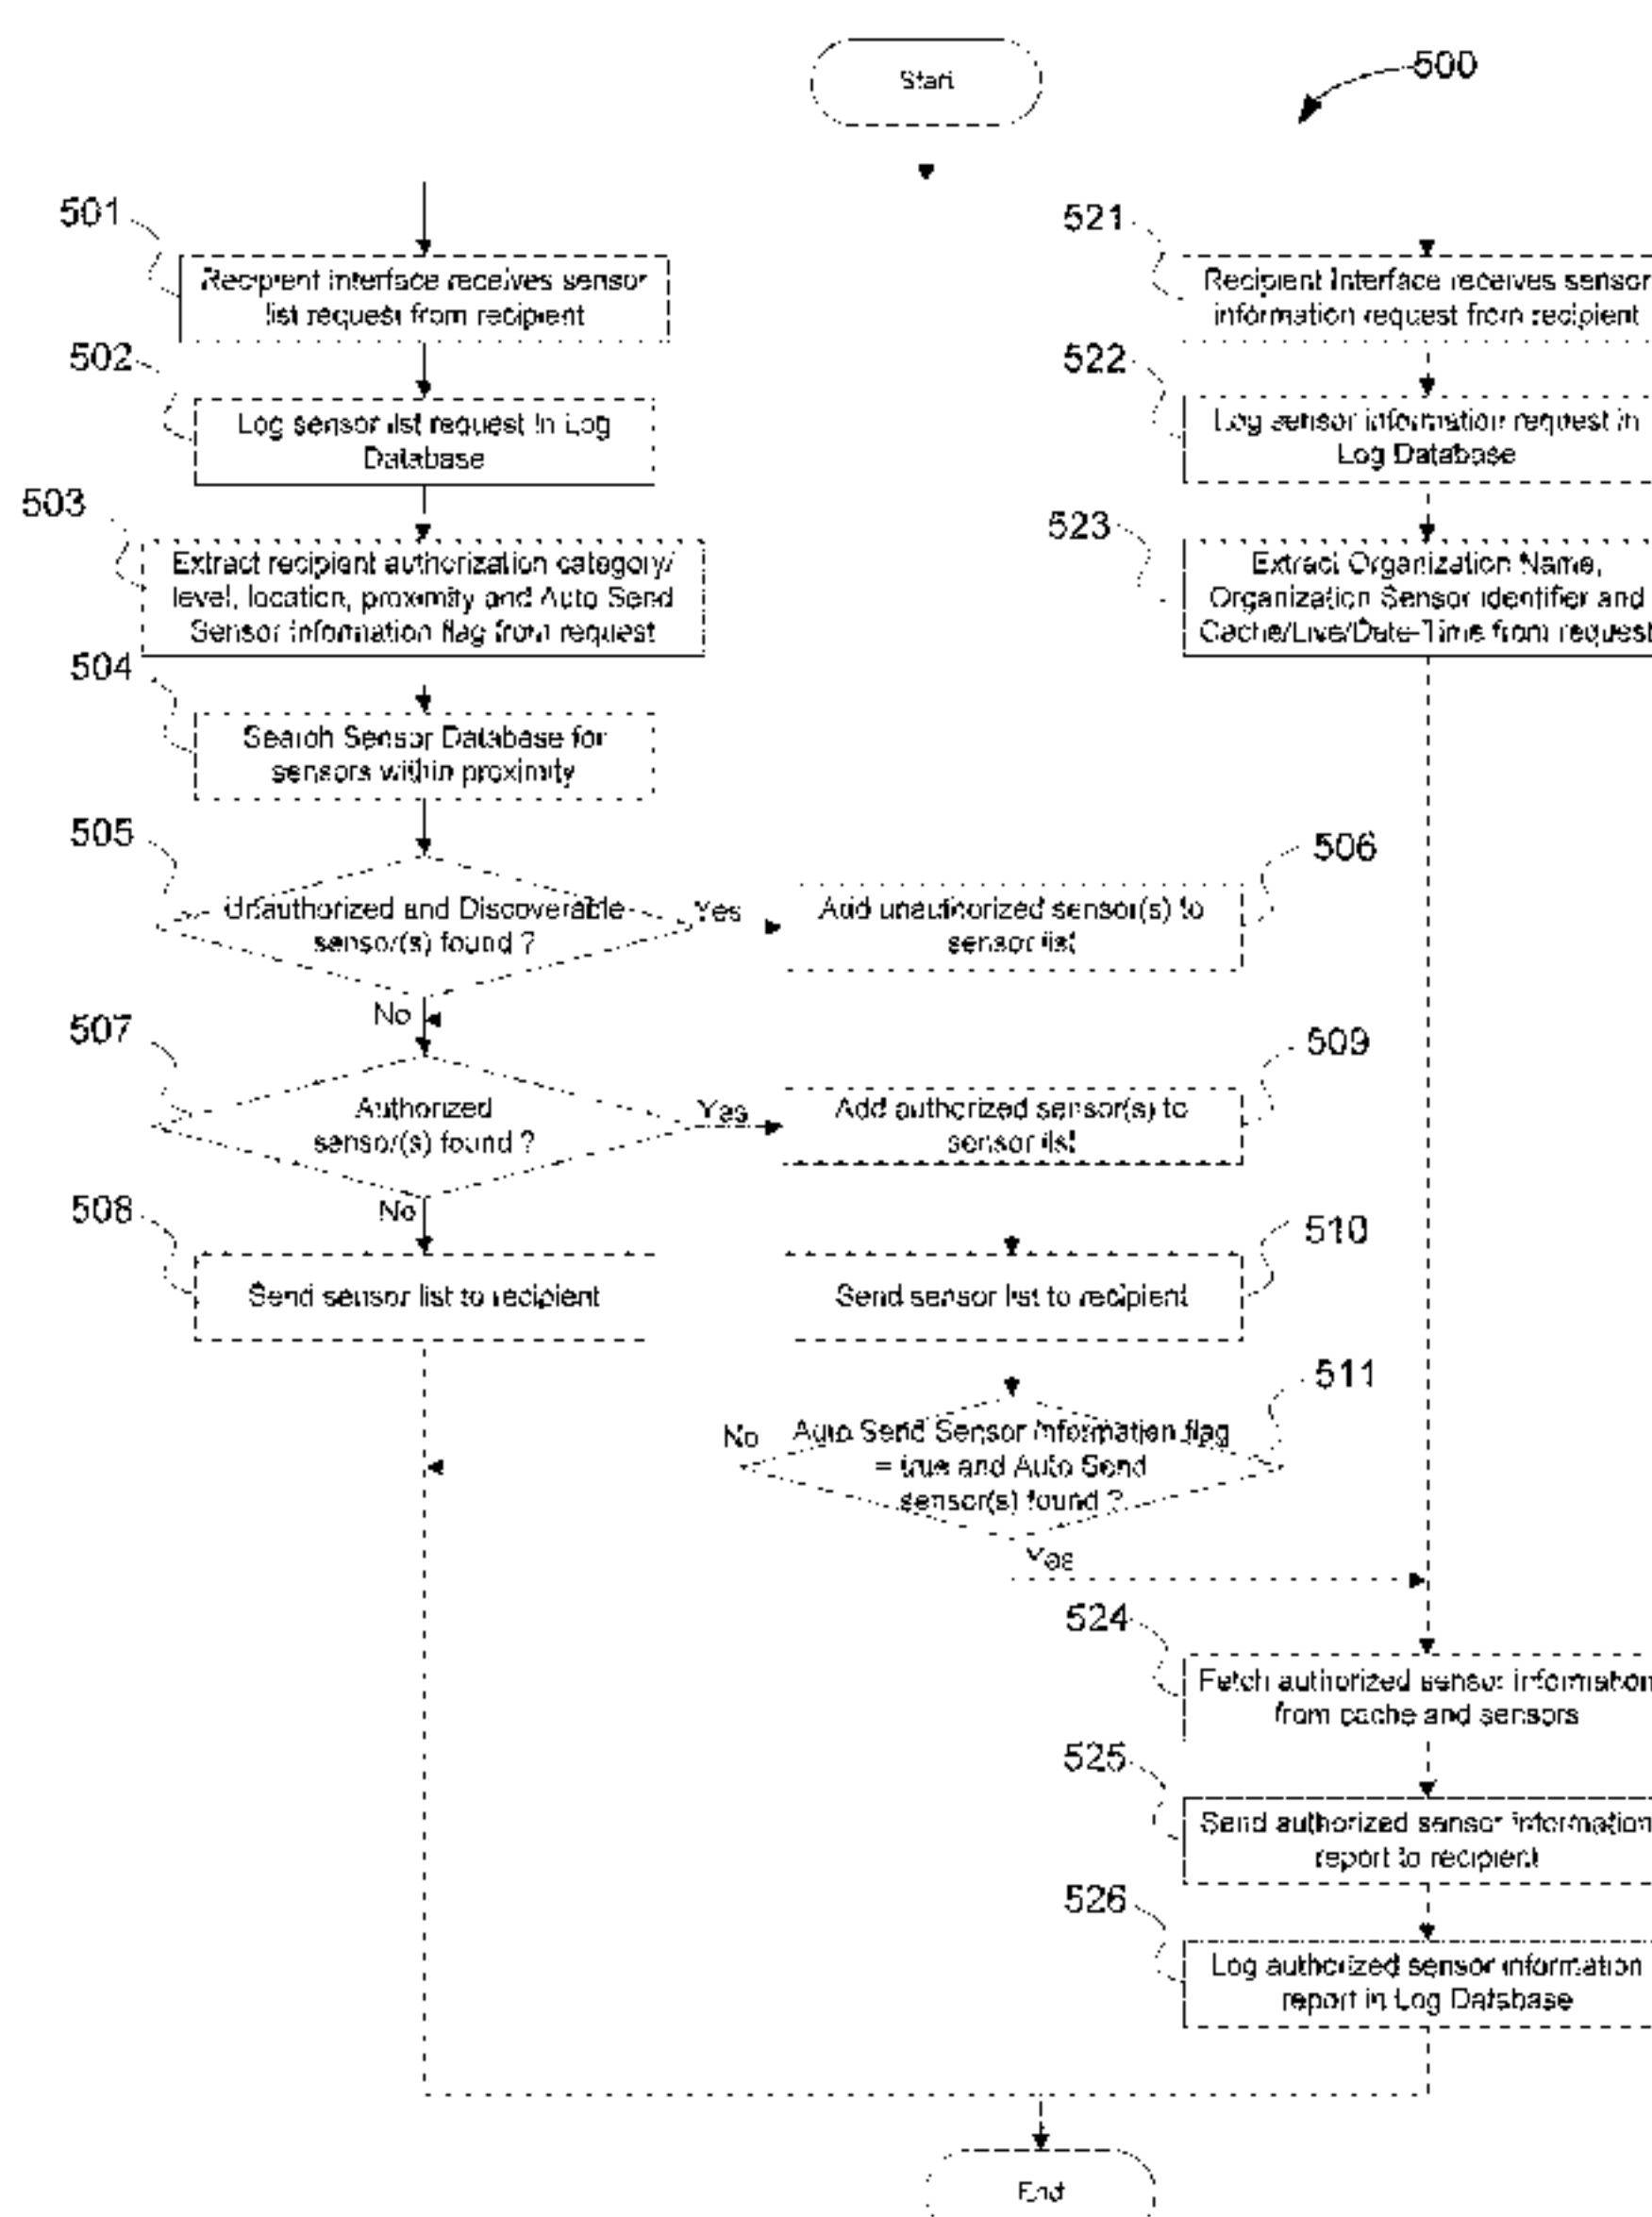 Start
500
501
Recipient interface receives sensor
list request from recipient
502
Log sensor list request in Log
Database
503
Extract recipient authorization category/
level, location, proximity and Auto Send
Sensor Information flag from request
504
Search Sensor Database for
sensors within proximity
505
Unauthorized and Discoverable
sensor(s) found ?
Yes
No
506
Add unauthorized sensor(s) to
sensor list
507
Authorized
sensor(s) found ?
Yes
No
509
Add authorized sensor(s) to
sensor list
508
Send sensor list to recipient
510
Send sensor list to recipient
511
Auto Send Sensor Information flag
= true and Auto Send
sensor(s) found ?
No
Yes
521
Recipient Interface receives sensor
information request from recipient
522
Log sensor information request in
Log Database
523
Extract Organization Name,
Organization Sensor identifier and
Cache/Live/Date-Time from request
524
Fetch authorized sensor information
from cache and sensors
525
Send authorized sensor information
report to recipient
526
Log authorized sensor information
report in Log Database
End